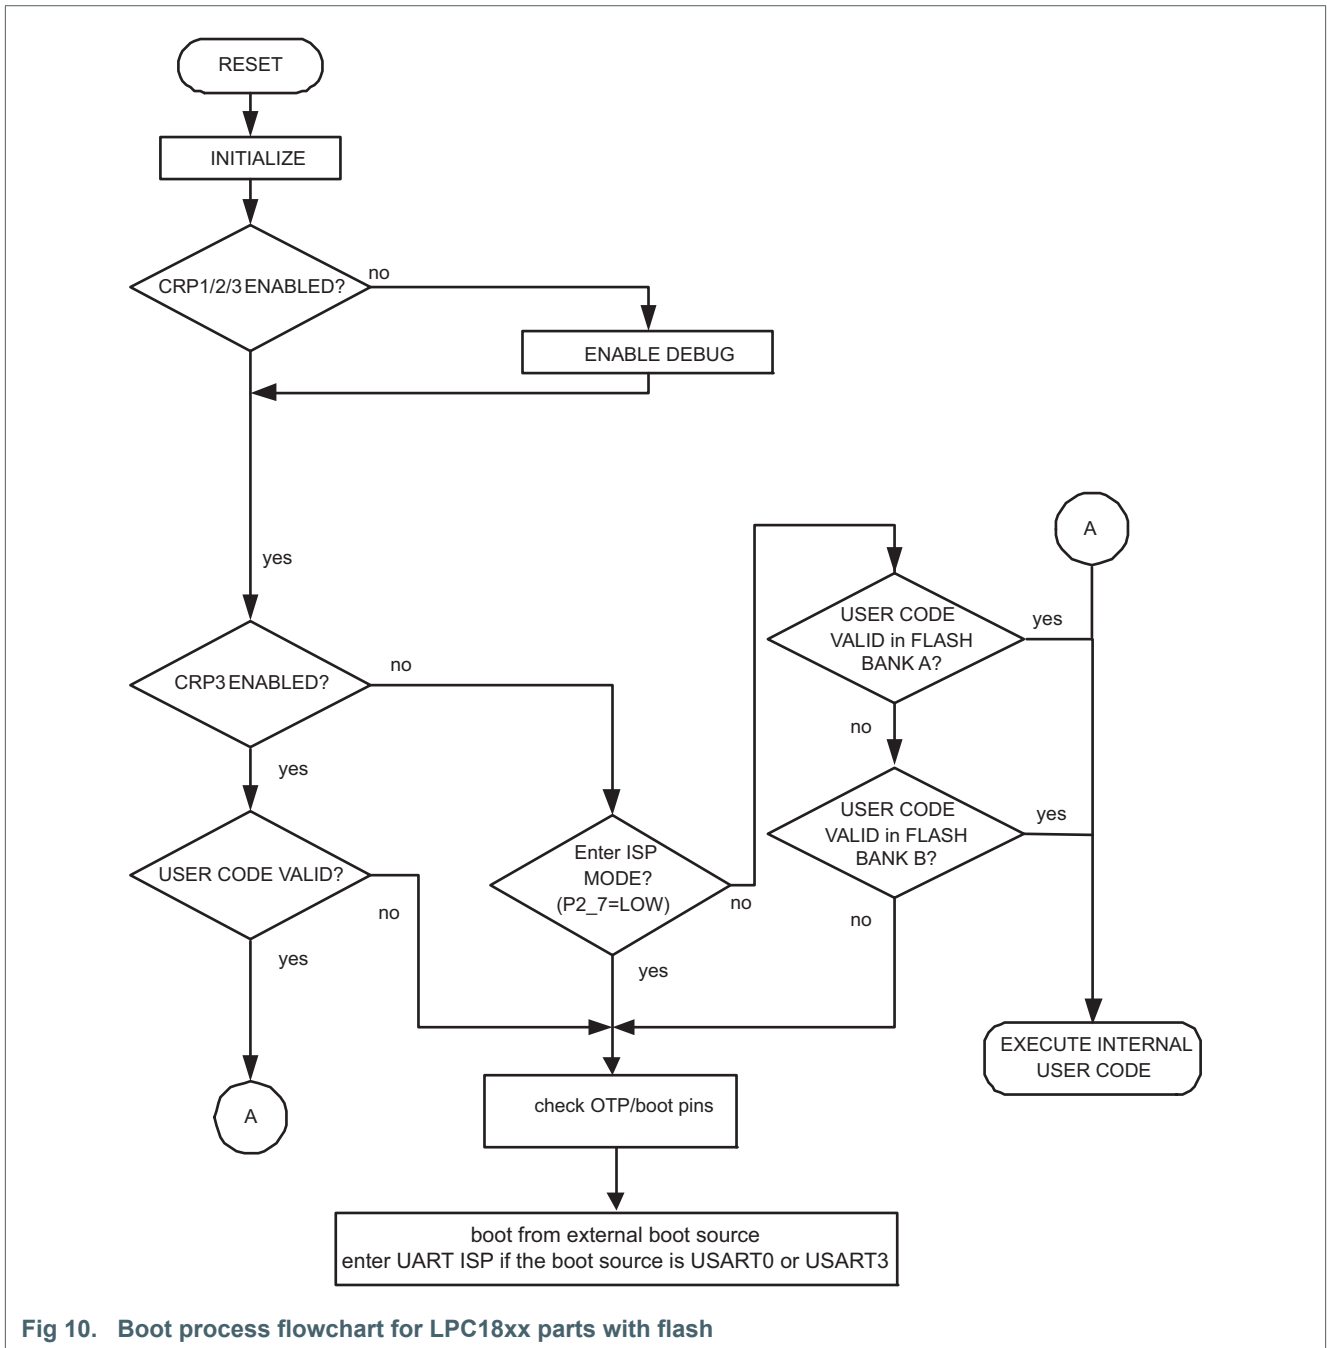 RESET
INITIALIZE
CRP1/2/3 ENABLED?
no
ENABLE DEBUG
yes
CRP3 ENABLED?
no
yes
USER CODE VALID?
no
yes
A
Enter ISP
MODE?
(P2_7=LOW)
no
yes
USER CODE
VALID in FLASH
BANK A?
yes
no
USER CODE
VALID in FLASH
BANK B?
yes
no
A
EXECUTE INTERNAL
USER CODE
check OTP/boot pins
boot from external boot source
enter UART ISP if the boot source is USART0 or USART3
Fig 10. Boot process flowchart for LPC18xx parts with flash